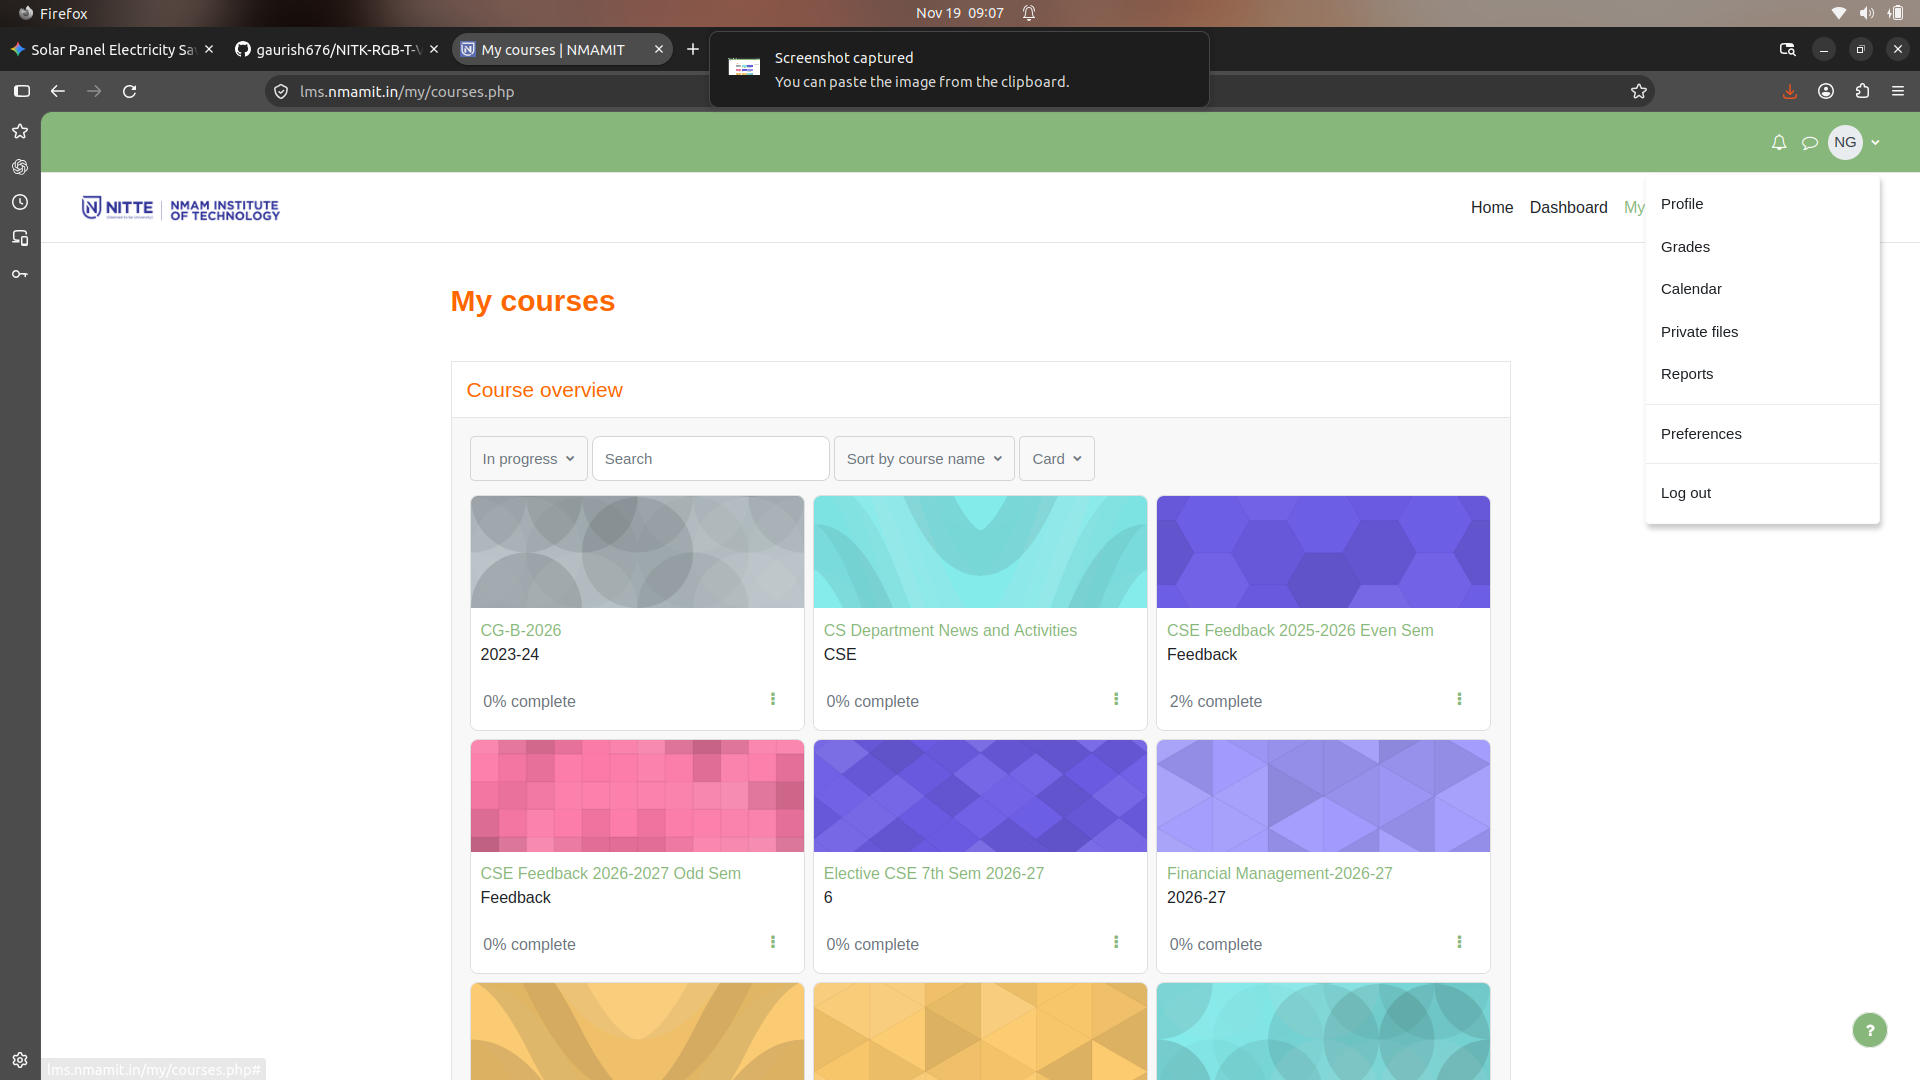 Firefox
Nov 19 09:07
Solar Panel Electricity Sa
gaurish676/NITK-RGB-T-V
My courses | NMAMIT
Screenshot captured
You can paste the image from the clipboard.
lms.nmamit.in/my/courses.php
NG
NITTE
NMAM INSTITUTE
OF TECHNOLOGY
Home
Dashboard
My
Profile
Grades
Calendar
Private files
Reports
Preferences
Log out
My courses
Course overview
In progress
Search
Sort by course name
Card
CG-B-2026
2023-24
0% complete
CS Department News and Activities
CSE
0% complete
CSE Feedback 2025-2026 Even Sem
Feedback
2% complete
CSE Feedback 2026-2027 Odd Sem
Feedback
0% complete
Elective CSE 7th Sem 2026-27
6
0% complete
Financial Management-2026-27
2026-27
0% complete
?
lms.nmamit.in/my/courses.php#